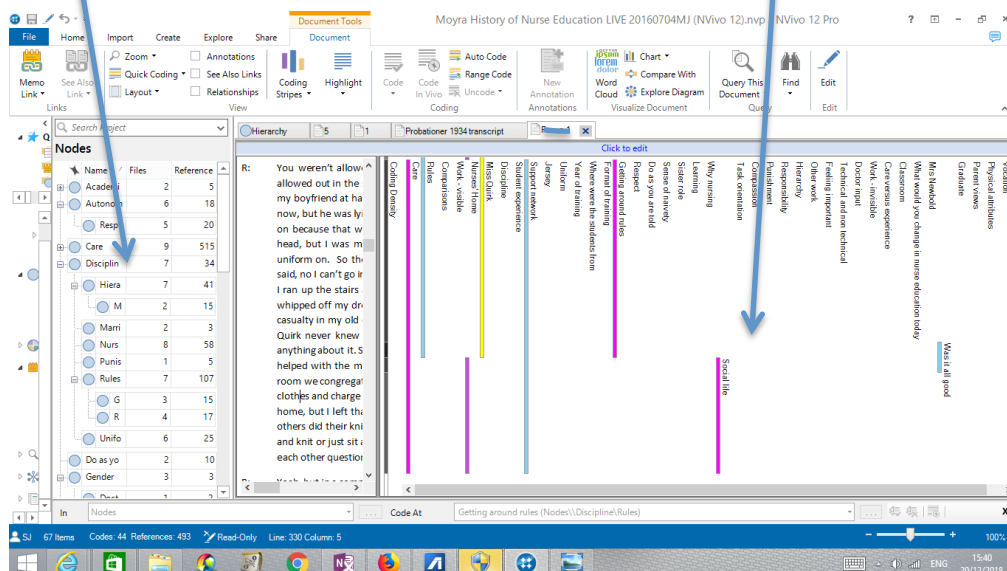 Document Tools
Moyra History of Nurse Education LIVE 20160704MJ (NVivo 12).nvp - NVivo 12 Pro
File Home Import Create Explore Share Document
Memo Link
See Also Link
Links
Zoom
Quick Coding
Layout
Annotations
See Also Links
Relationships
View
Coding Stripes
Highlight
Code
Code In Vivo
Auto Code
Range Code
Uncode
Coding
New Annotation
Annotations
Word Cloud
Chart
Compare With
Explore Diagram
Visualize Document
Query This Document
Find
Query
Edit
Edit
Search Project
Nodes
Name Files Reference
Academi 2 5
Autonom 6 18
Resp 5 20
Care 9 515
Disciplin 7 34
Hiera 7 41
M 2 15
Marri 2 3
Nurs 8 58
Punis 1 5
Rules 7 107
G 3 15
R 4 17
Unifo 6 25
Do as yo 2 10
Gender 3 3
Hierarchy 5 1 Probationer 1934 transcript
Click to edit
R: You weren't allow
allowed out in the
my boyfriend at ha
now, but he was lyi
on because that w
head, but I was m
uniform on. So the
said, no I can't go ir
I ran up the stairs
whipped off my dre
casualty in my old
Quirk never knew
anything about it. S
helped with the m
room we congregat
clothes and charge
home, but I left tha
others did their kni
and knit or just sit a
each other question
Coding Density
Care
Rules
Comparisons
Work - visible
Nurses' Home
Miss Quirk
Discipline
Student experience
Support network
Jersey
Uniform
Year of training
Where were the students from
Format of training
Getting around rules
Respect
Do as you are told
Sense of naivety
Sister role
Learning
Why nursing
Social life
Task orientation
Compassion
Punishment
Responsibility
Hierarchy
Other work
Feeling important
Technical and non technical
Doctor input
Work - invisible
Care versus experience
Classroom
What would you change in nurse education today
Mrs Newbold
Was it all good
Graduate
Parent views
Physical attributes
Vocation
In Nodes
Code At Getting around rules (Nodes\\Discipline\Rules)
SJ 67 Items Codes: 44 References: 493 Read-Only Line: 330 Column: 5 100%
ENG
15:40
20/12/2018